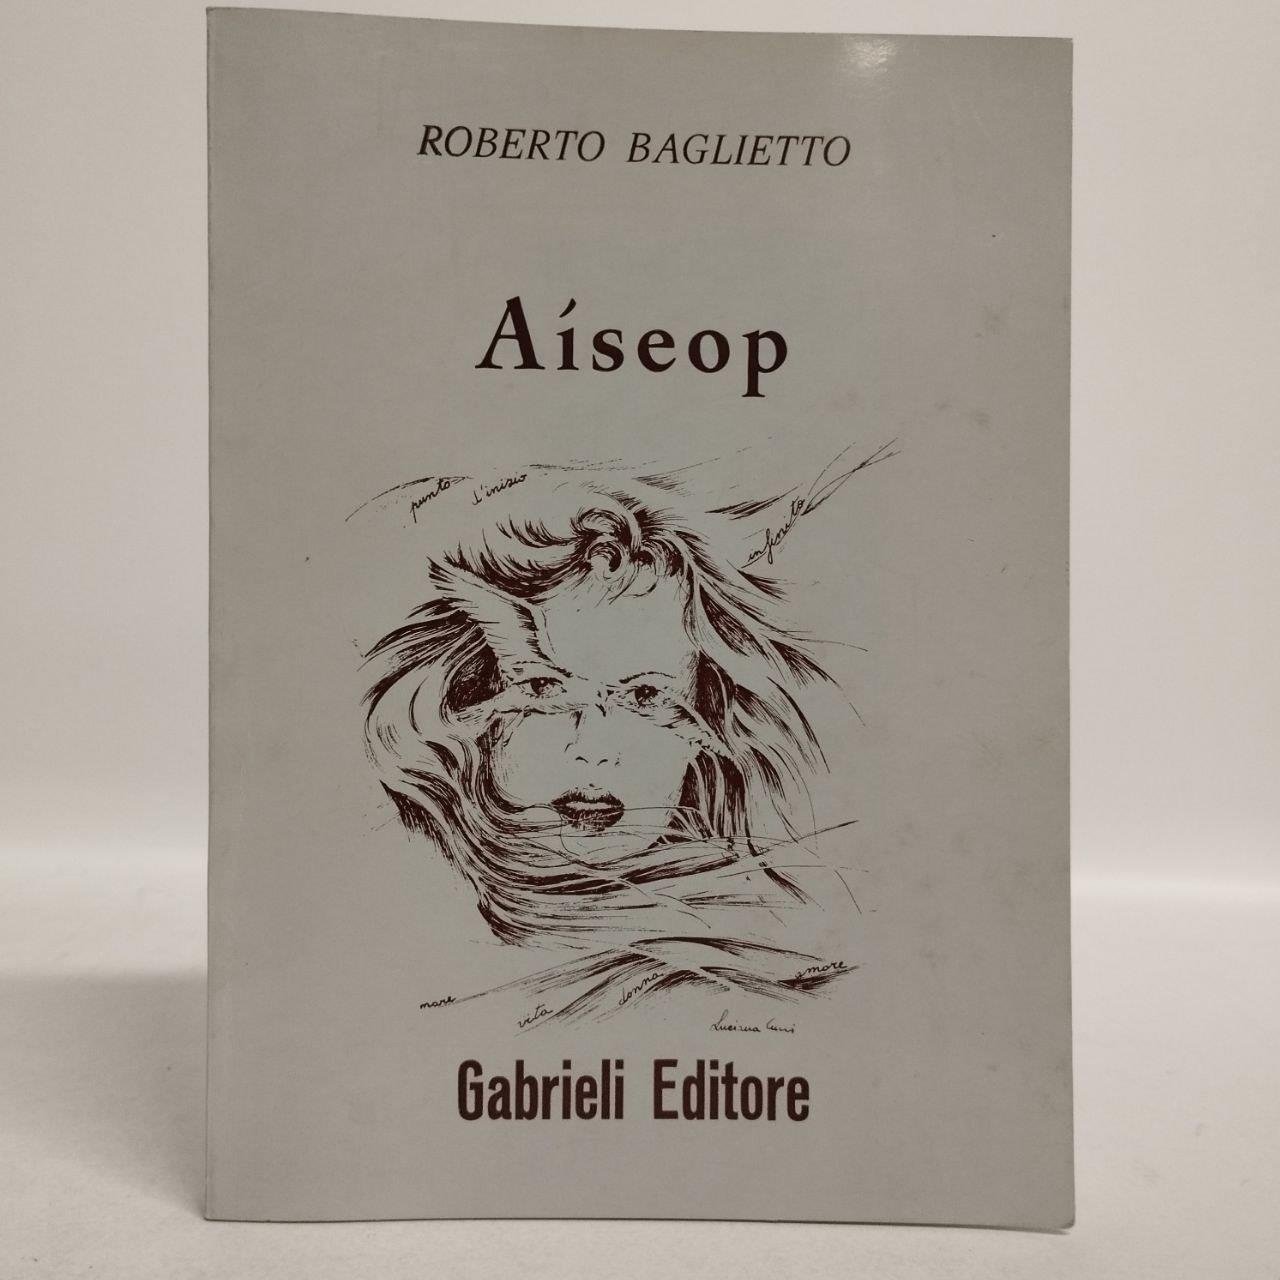 ROBERTO BAGLIETTO
Aíseop
punto d'inizio
infinito
mare
vita
donna
amore
Gabrieli Editore